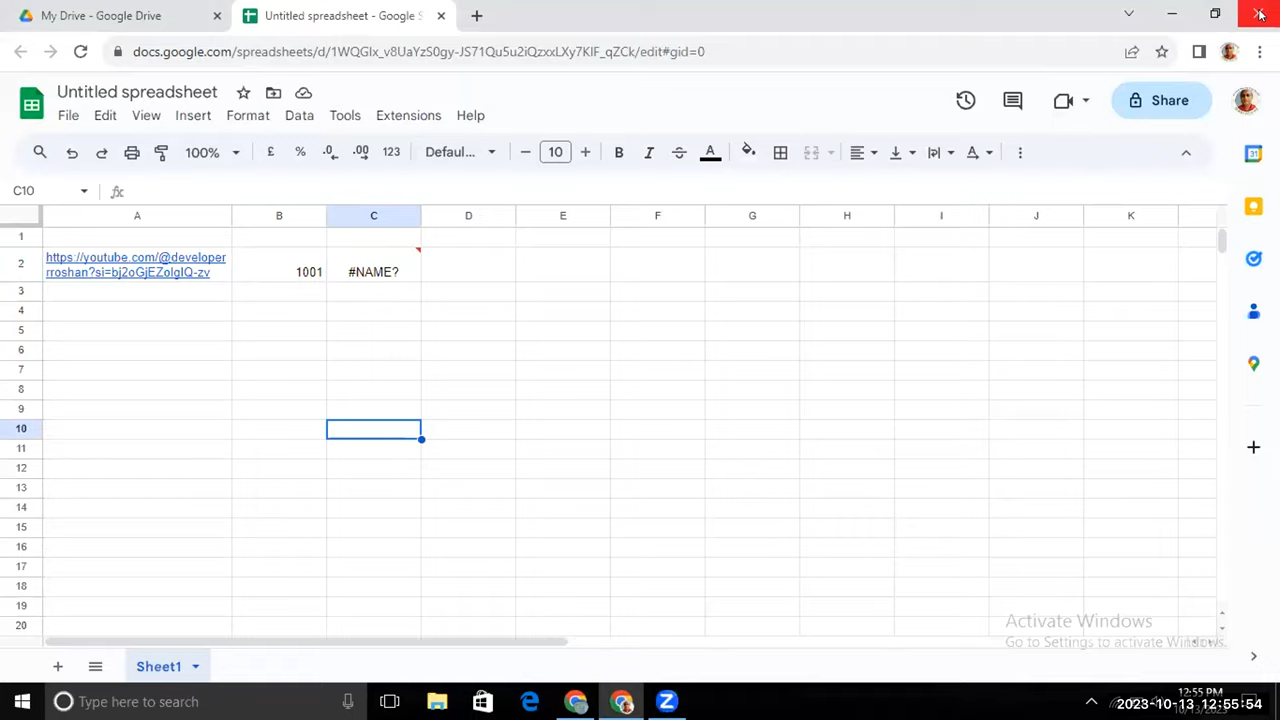 My Drive - Google Drive
Untitled spreadsheet - Google S
docs.google.com/spreadsheets/d/1WQGIx_v8UaYzS0gy-JS71Qu5u2iQzxxLXy7KIF_qZCk/edit#gid=0
Untitled spreadsheet
File Edit View Insert Format Data Tools Extensions Help
Share
100% £ % .0 .00 123 Defaul... 10 B I S A
C10 fx
A B C D E F G H I J K
1
https://youtube.com/@developer
2 rroshan?si=bj2oGjEZolgIQ-zv 1001 #NAME?
3
4
5
6
7
8
9
10
11
12
13
14
15
16
17
18
19
20
Activate Windows
Go to Settings to activate Windows.
Sheet1
Type here to search
12:55 PM
2023-10-13 12:55:54